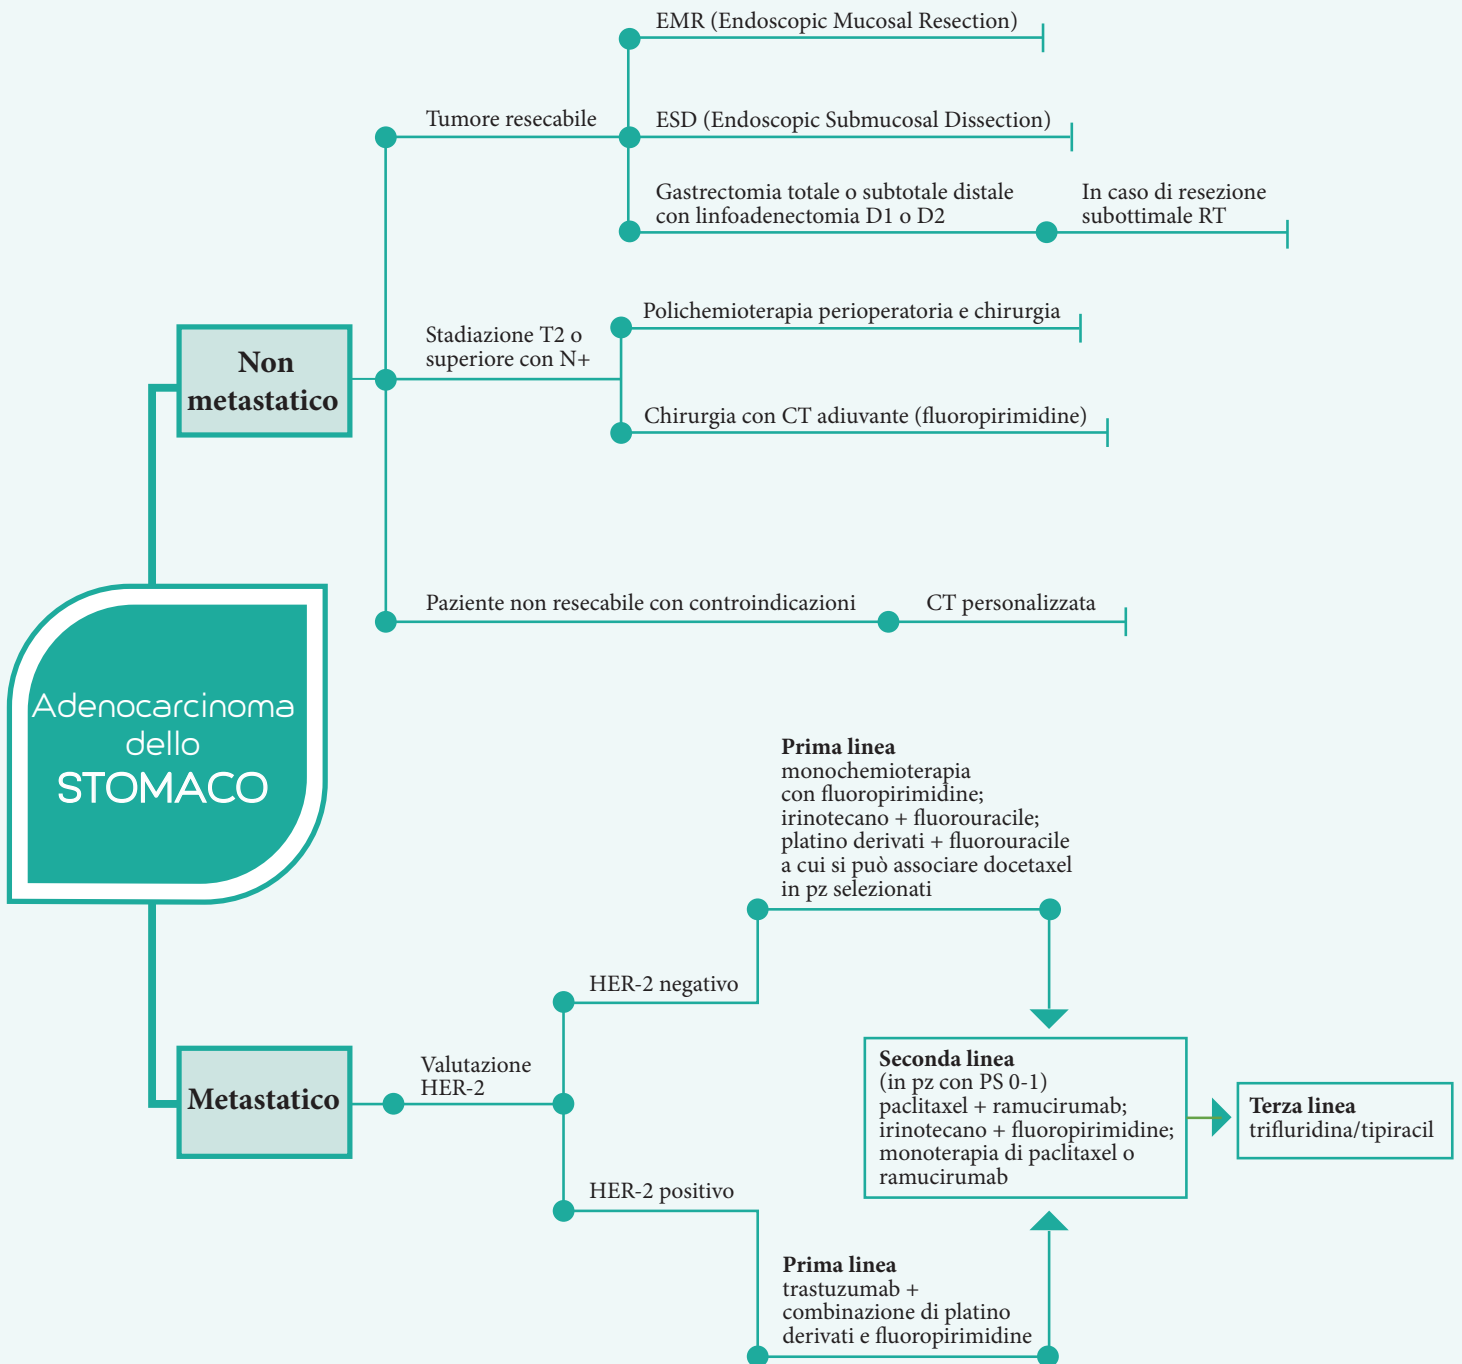 EMR (Endoscopic Mucosal Resection)
Tumore resecabile
ESD (Endoscopic Submucosal Dissection)
Gastrectomia totale o subtotale distale
con linfoadenectomia D1 o D2
In caso di resezione
subottimale RT
Non
metastatico
Stadiazione T2 o
superiore con N+
Polichemioterapia perioperatoria e chirurgia
Chirurgia con CT adiuvante (fluoropirimidine)
Paziente non resecabile con controindicazioni
CT personalizzata
Adenocarcinoma
dello
STOMACO
Metastatico
Valutazione
HER-2
HER-2 negativo
Prima linea
monochemioterapia
con fluoropirimidine;
irinotecano + fluorouracile;
platino derivati + fluorouracile
a cui si può associare docetaxel
in pz selezionati
HER-2 positivo
Prima linea
trastuzumab +
combinazione di platino
derivati e fluoropirimidine
Seconda linea
(in pz con PS 0-1)
paclitaxel + ramucirumab;
irinotecano + fluoropirimidine;
monoterapia di paclitaxel o
ramucirumab
Terza linea
trifluridina/tipiracil